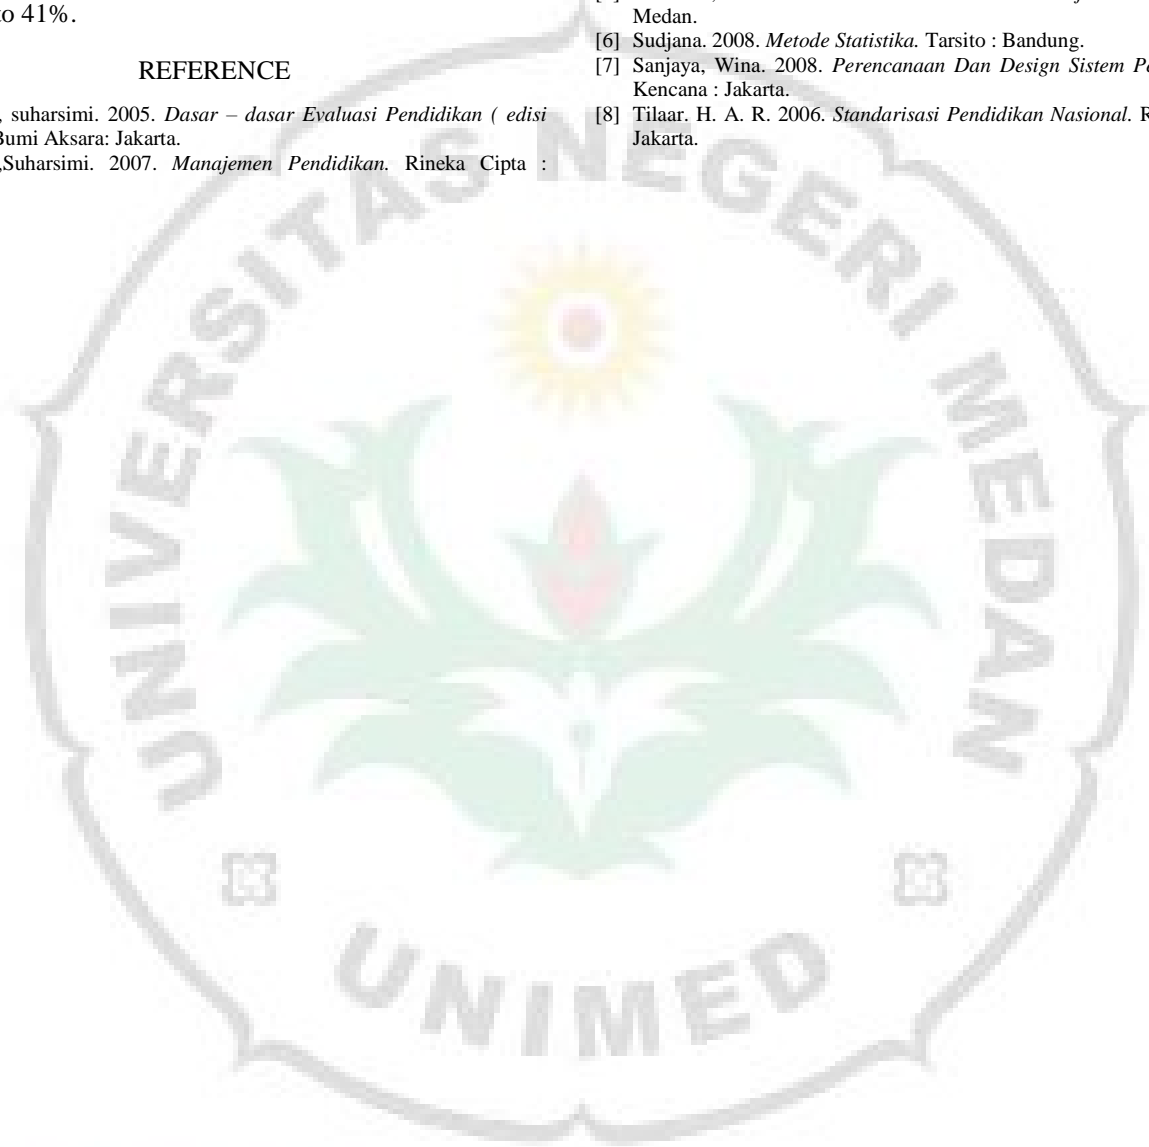 to 41%.
REFERENCE
, suharsimi. 2005. Dasar – dasar Evaluasi Pendidikan ( edisi
Bumi Aksara: Jakarta.
,Suharsimi. 2007. Manajemen Pendidikan. Rineka Cipta :
Medan.
[6] Sudjana. 2008. Metode Statistika. Tarsito : Bandung.
[7] Sanjaya, Wina. 2008. Perencanaan Dan Design Sistem
Kencana : Jakarta.
[8] Tilaar. H. A. R. 2006. Standarisasi Pendidikan Nasional.
Jakarta.
UNIVERSITAS NEGERI MEDAN
UNIMED